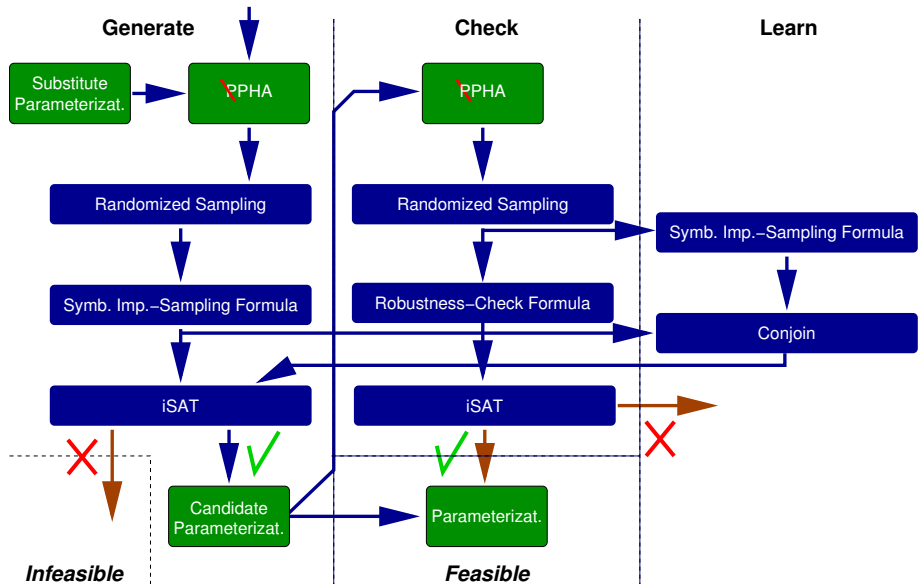 Generate
Check
Learn
Substitute
Parameterizat.
PPHA
PPHA
Randomized Sampling
Randomized Sampling
Symb. Imp.−Sampling Formula
Symb. Imp.−Sampling Formula
Robustness−Check Formula
Conjoin
iSAT
iSAT
Candidate
Parameterizat.
Parameterizat.
Infeasible
Feasible